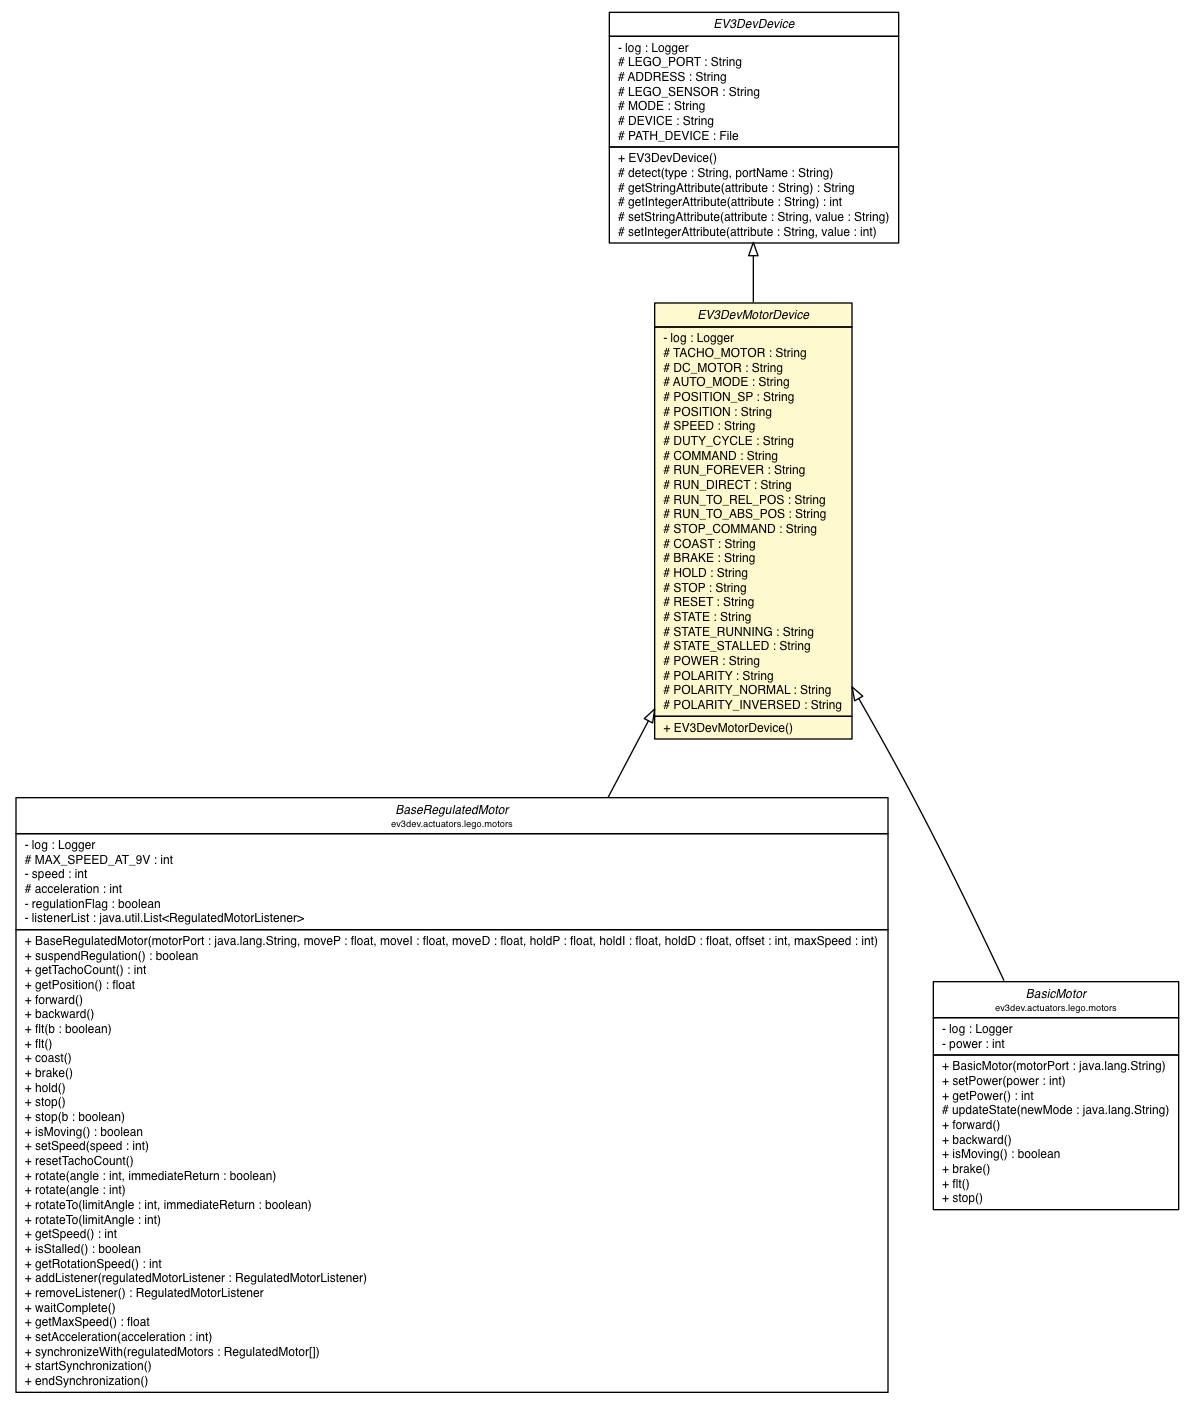 EV3DevDevice
- log : Logger
# LEGO_PORT : String
# ADDRESS : String
# LEGO_SENSOR : String
# MODE : String
# DEVICE : String
# PATH_DEVICE : File
+ EV3DevDevice()
# detect(type : String, portName : String)
# getStringAttribute(attribute : String) : String
# getIntegerAttribute(attribute : String) : int
# setStringAttribute(attribute : String, value : String)
# setIntegerAttribute(attribute : String, value : int)
EV3DevMotorDevice
- log : Logger
# TACHO_MOTOR : String
# DC_MOTOR : String
# AUTO_MODE : String
# POSITION_SP : String
# POSITION : String
# SPEED : String
# DUTY_CYCLE : String
# COMMAND : String
# RUN_FOREVER : String
# RUN_DIRECT : String
# RUN_TO_REL_POS : String
# RUN_TO_ABS_POS : String
# STOP_COMMAND : String
# COAST : String
# BRAKE : String
# HOLD : String
# STOP : String
# RESET : String
# STATE : String
# STATE_RUNNING : String
# STATE_STALLED : String
# POWER : String
# POLARITY : String
# POLARITY_NORMAL : String
# POLARITY_INVERSED : String
+ EV3DevMotorDevice()
BaseRegulatedMotor
ev3dev.actuators.lego.motors
- log : Logger
# MAX_SPEED_AT_9V : int
- speed : int
# acceleration : int
- regulationFlag : boolean
- listenerList : java.util.List<RegulatedMotorListener>
+ BaseRegulatedMotor(motorPort : java.lang.String, moveP : float, moveI : float, moveD : float, holdP : float, holdI : float, holdD : float, offset : int, maxSpeed : int)
+ suspendRegulation() : boolean
+ getTachoCount() : int
+ getPosition() : float
+ forward()
+ backward()
+ flt(b : boolean)
+ flt()
+ coast()
+ brake()
+ hold()
+ stop()
+ stop(b : boolean)
+ isMoving() : boolean
+ setSpeed(speed : int)
+ resetTachoCount()
+ rotate(angle : int, immediateReturn : boolean)
+ rotate(angle : int)
+ rotateTo(limitAngle : int, immediateReturn : boolean)
+ rotateTo(limitAngle : int)
+ getSpeed() : int
+ isStalled() : boolean
+ getRotationSpeed() : int
+ addListener(regulatedMotorListener : RegulatedMotorListener)
+ removeListener() : RegulatedMotorListener
+ waitComplete()
+ getMaxSpeed() : float
+ setAcceleration(acceleration : int)
+ synchronizeWith(regulatedMotors : RegulatedMotor[])
+ startSynchronization()
+ endSynchronization()
BasicMotor
ev3dev.actuators.lego.motors
- log : Logger
- power : int
+ BasicMotor(motorPort : java.lang.String)
+ setPower(power : int)
+ getPower() : int
# updateState(newMode : java.lang.String)
+ forward()
+ backward()
+ isMoving() : boolean
+ brake()
+ flt()
+ stop()